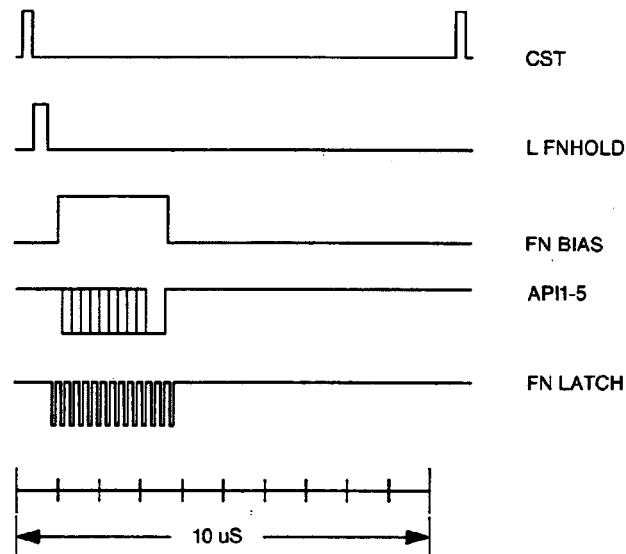 CST
L FNHOLD
FN BIAS
API1-5
FN LATCH
10 uS